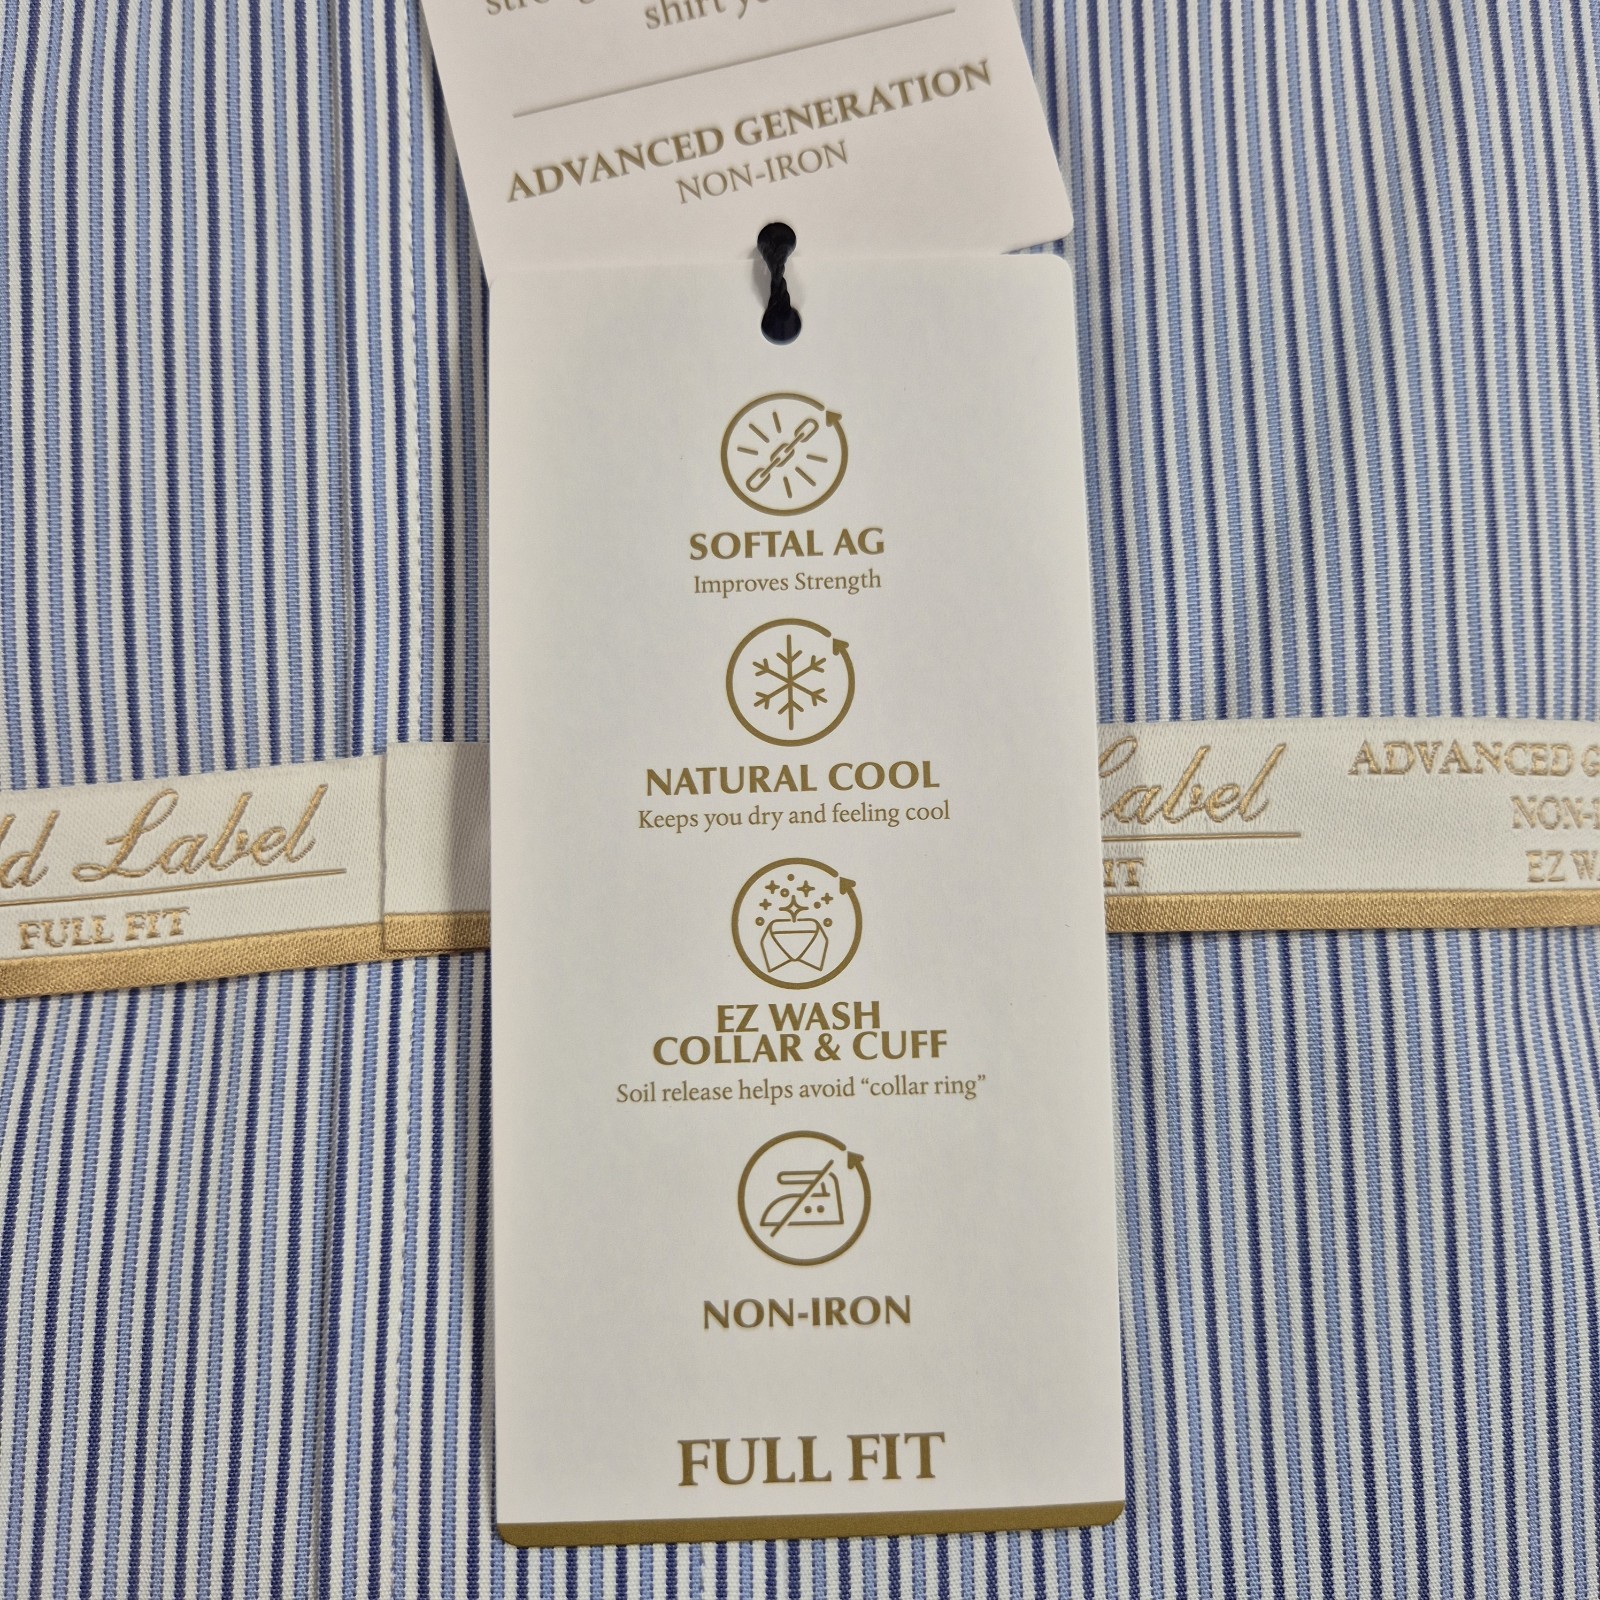 shirt
ADVANCED GENERATION
NON-IRON
SOFTAL AG
Improves Strength
NATURAL COOL
Keeps you dry and feeling cool
EZ WASH
COLLAR & CUFF
Soil release helps avoid “collar ring”
NON-IRON
FULL FIT
Label
FULL FIT
Label
ADVANCED